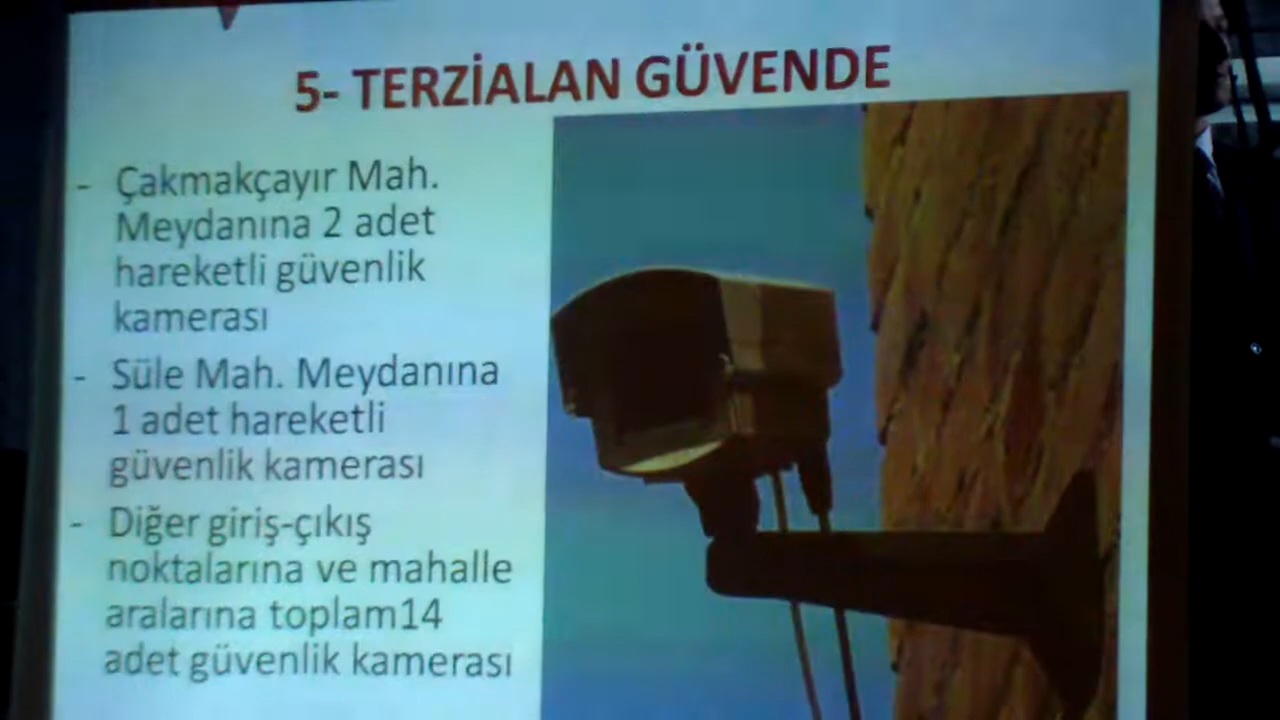 5- TERZİALAN GÜVENDE
- Çakmakçayır Mah.
Meydanına 2 adet
hareketli güvenlik
kamerası
- Süle Mah. Meydanına
1 adet hareketli
güvenlik kamerası
- Diğer giriş-çıkış
noktalarına ve mahalle
aralarına toplam14
adet güvenlik kamerası